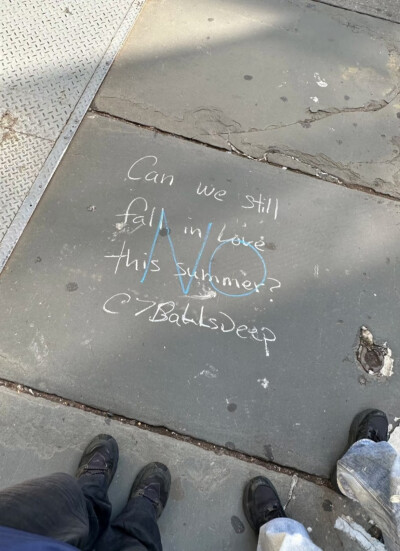 Can we still
fall in Love
this summer?
C7BallsDeep
NO